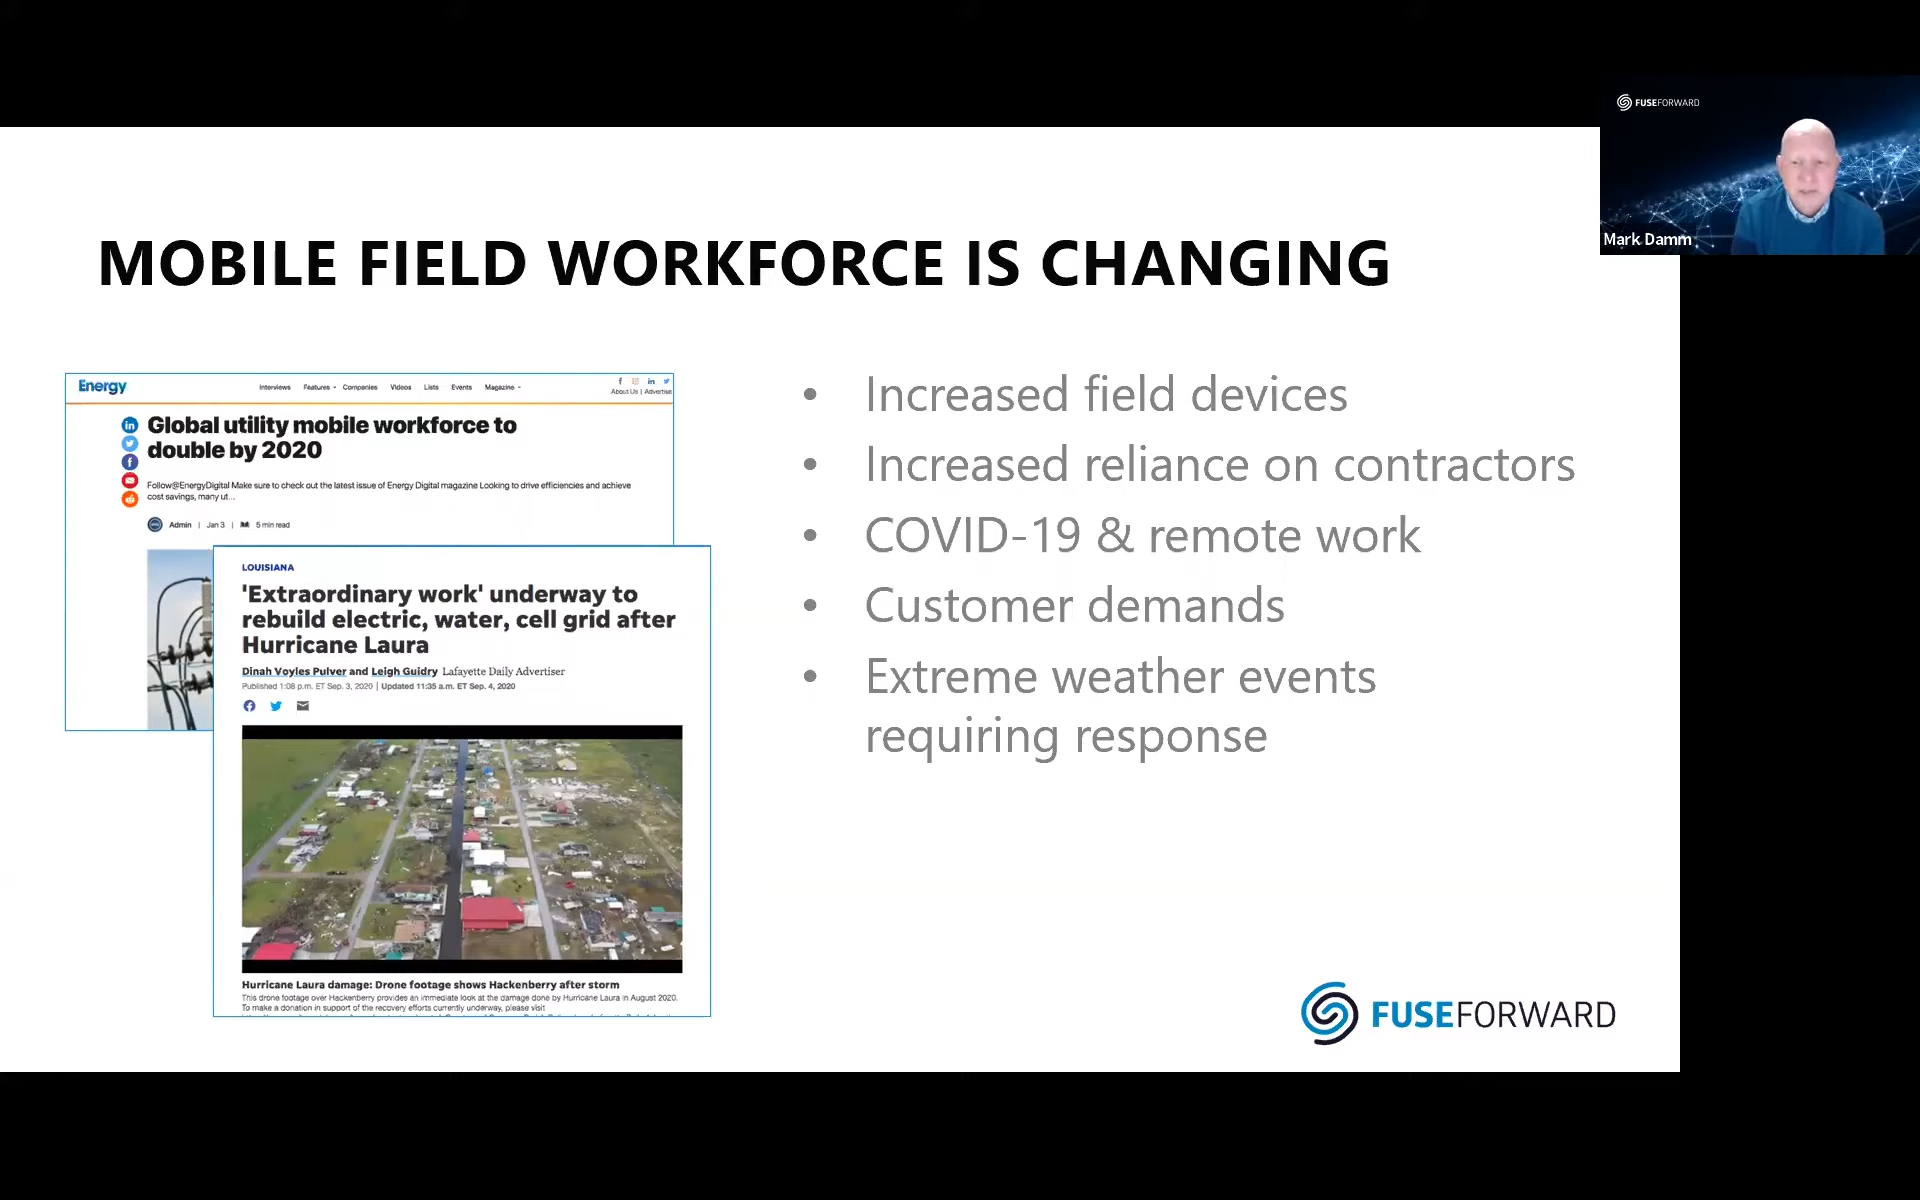 FUSEFORWARD
Mark Damm
MOBILE FIELD WORKFORCE IS CHANGING
Energy
Interviews Features Companies Videos Lists Events Magazine
About Us | Advertise
Global utility mobile workforce to
double by 2020
Follow@EnergyDigital Make sure to check out the latest issue of Energy Digital magazine Looking to drive efficiencies and achieve
cost savings, many ut...
Admin | Jan 3 | 5 min read
LOUISIANA
'Extraordinary work' underway to
rebuild electric, water, cell grid after
Hurricane Laura
Dinah Voyles Pulver and Leigh Guidry Lafayette Daily Advertiser
Published 1:08 p.m. ET Sep. 3, 2020 | Updated 11:35 a.m. ET Sep. 4, 2020
Hurricane Laura damage: Drone footage shows Hackenberry after storm
This drone footage over Hackenberry provides an immediate look at the damage done by Hurricane Laura in August 2020.
To make a donation in support of the recovery efforts currently underway, please visit
• Increased field devices
• Increased reliance on contractors
• COVID-19 & remote work
• Customer demands
• Extreme weather events
requiring response
FUSEFORWARD